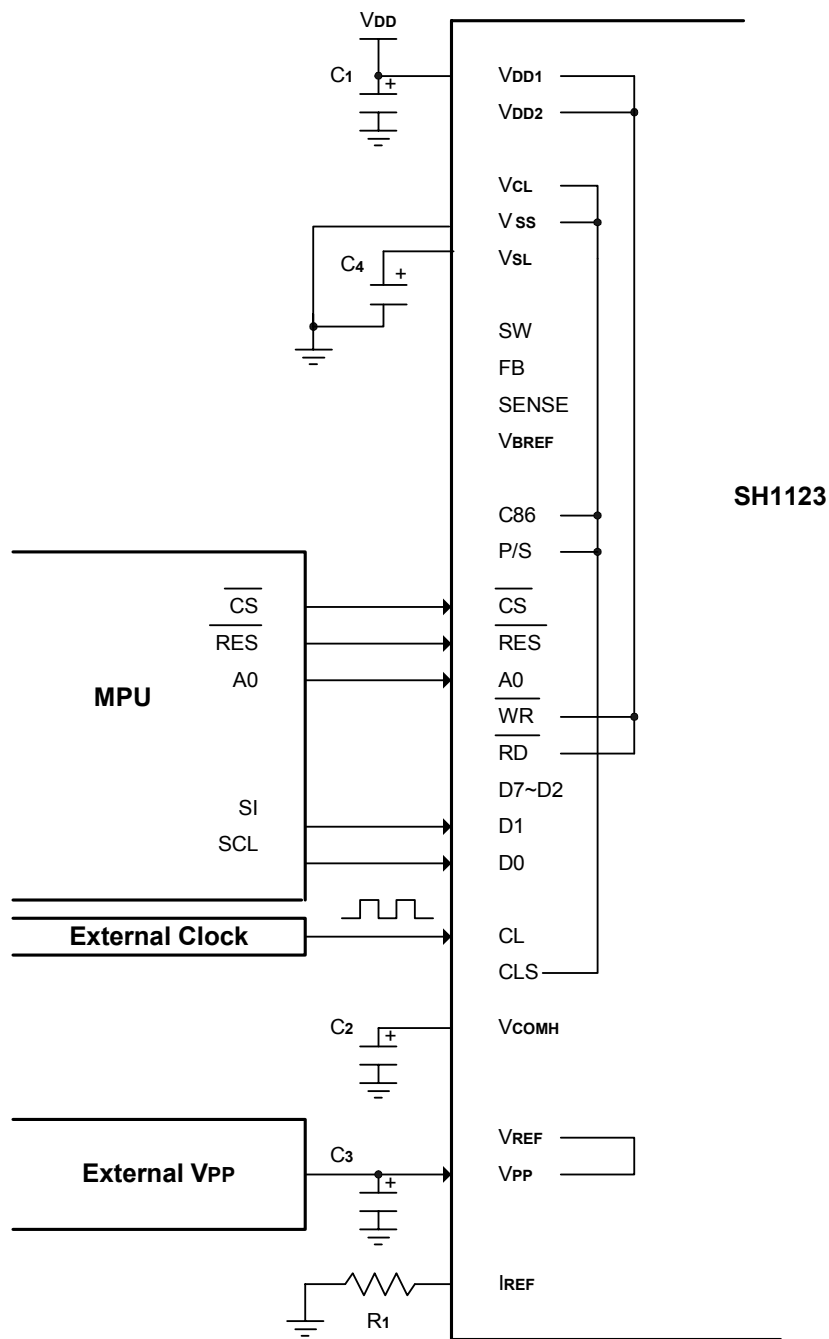 VDD
C1
+
VDD1
VDD2
VCL
VSS
C4
+
VSL
SW
FB
SENSE
VBREF
SH1123
C86
P/S
CS
CS
RES
RES
MPU
A0
A0
WR
RD
D7~D2
SI
D1
SCL
D0
External Clock
CL
CLS
C2
+
VCOMH
VREF
External VPP
C3
+
VPP
IREF
R1